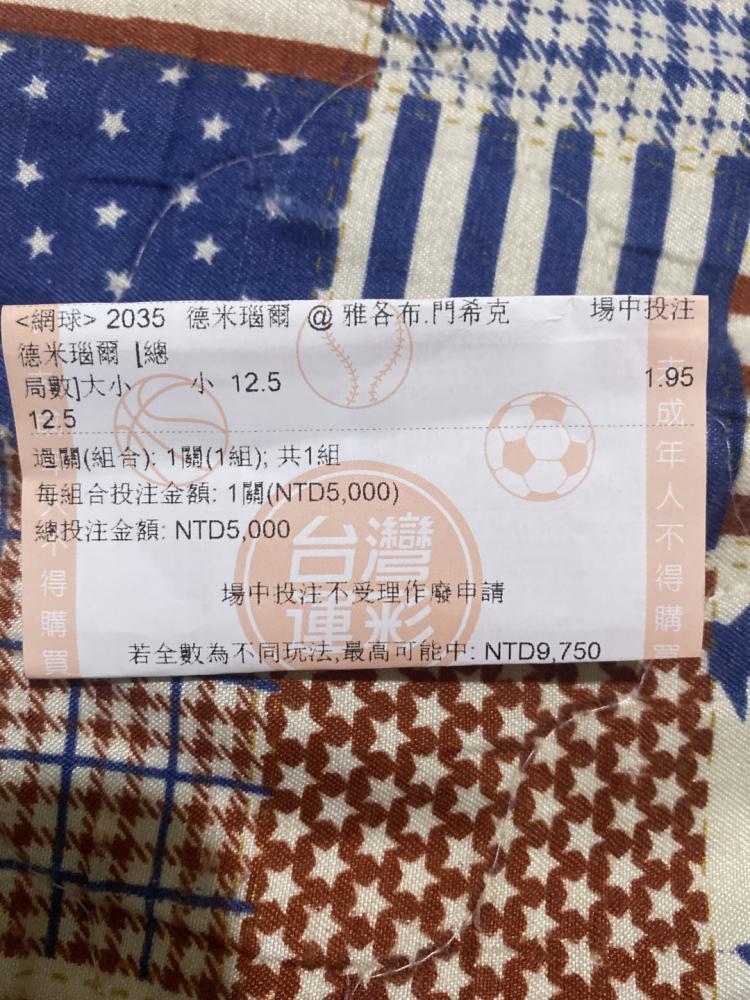 <網球> 2035 德米瑙爾 @ 雅各布.門希克 場中投注
德米瑙爾 [總
局數]大小 小 12.5 1.95
12.5
過關(組合): 1關(1組); 共1組
每組合投注金額: 1關(NTD5,000)
總投注金額: NTD5,000
台灣
運彩
場中投注不受理作廢申請
若全數為不同玩法,最高可能中: NTD9,750
人不得購買
成年人不得購買